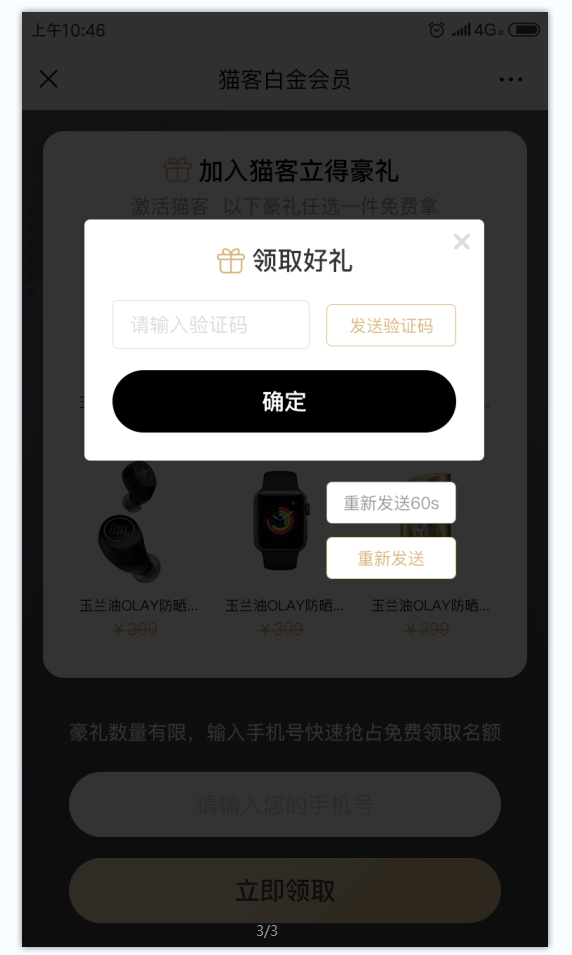 上午10:46
4G
猫客白金会员
加入猫客立得豪礼
激活猫客 以下豪礼任选一件免费拿
领取好礼
请输入验证码 发送验证码
确定
JBL
重新发送60s
重新发送
玉兰油OLAY防晒... 玉兰油OLAY防晒... 玉兰油OLAY防晒...
￥399 ￥399 ￥399
豪礼数量有限，输入手机号快速抢占免费领取名额
请输入您的手机号
立即领取
3/3